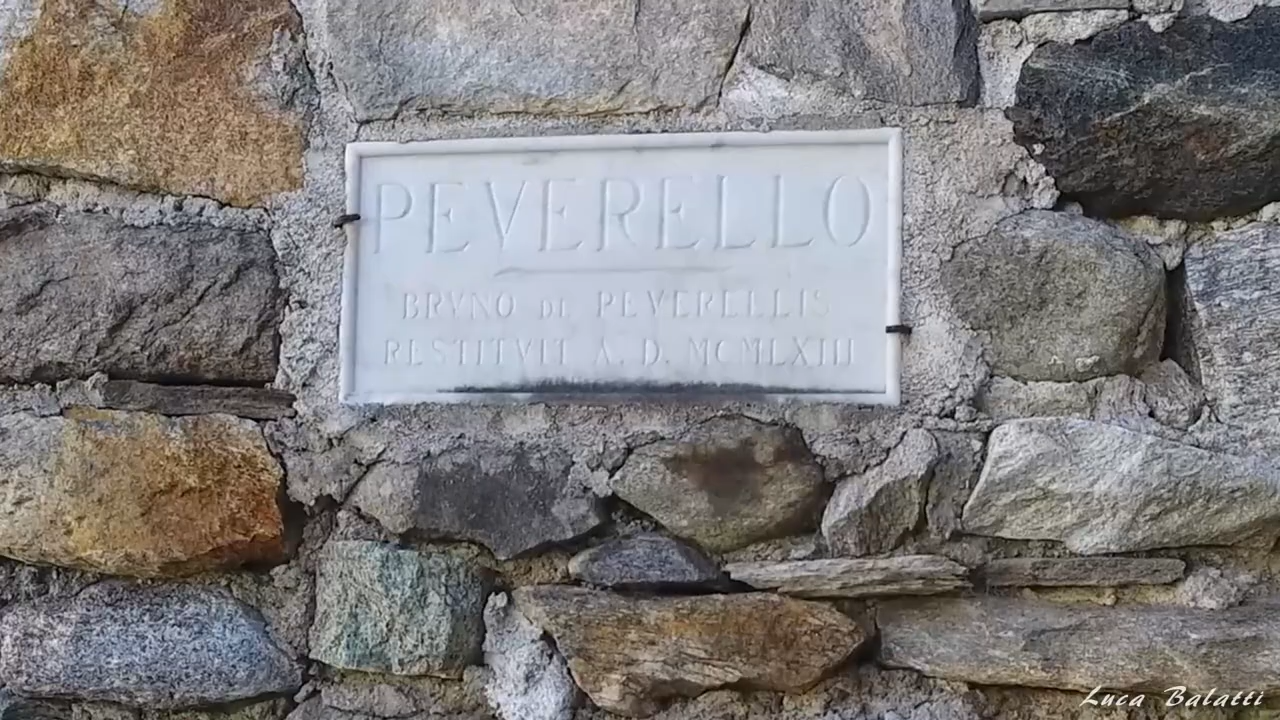 PEVERELLO
BRVNO DE PEVERELLIS
RESTITVIT A. D. MCMLXIII
Luca Balatti